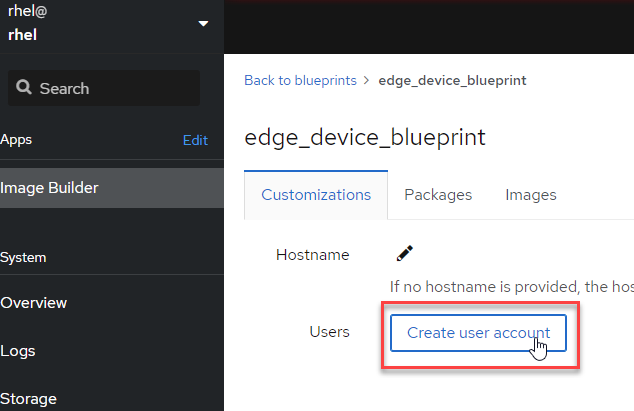 rhel@
rhel
Search
Apps
Edit
Image Builder
System
Overview
Logs
Storage
Back to blueprints > edge_device_blueprint
edge_device_blueprint
Customizations Packages Images
Hostname
If no hostname is provided, the hos
Users
Create user account